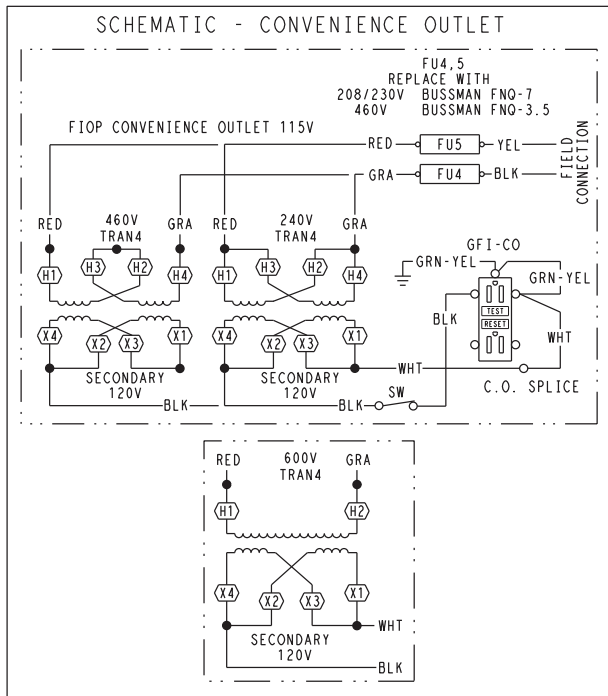 SCHEMATIC - CONVENIENCE OUTLET
FU4,5
REPLACE WITH
208/230V BUSSMAN FNQ-7
460V BUSSMAN FNQ-3.5
FIOP CONVENIENCE OUTLET 115V
RED FU5 YEL
GRA FU4 BLK
FIELD
CONNECTION
RED 460V GRA RED 240V GRA
TRAN4 TRAN4
H1 H3 H2 H4 H1 H3 H2 H4
GFI-CO
GRN-YEL
GRN-YEL
TEST
RESET
BLK
WHT
X4 X2 X3 X1 X4 X2 X3 X1
SECONDARY SECONDARY
120V 120V
WHT
C.O. SPLICE
BLK BLK SW
RED 600V GRA
TRAN4
H1 H2
X4 X2 X3 X1
WHT
SECONDARY
120V
BLK